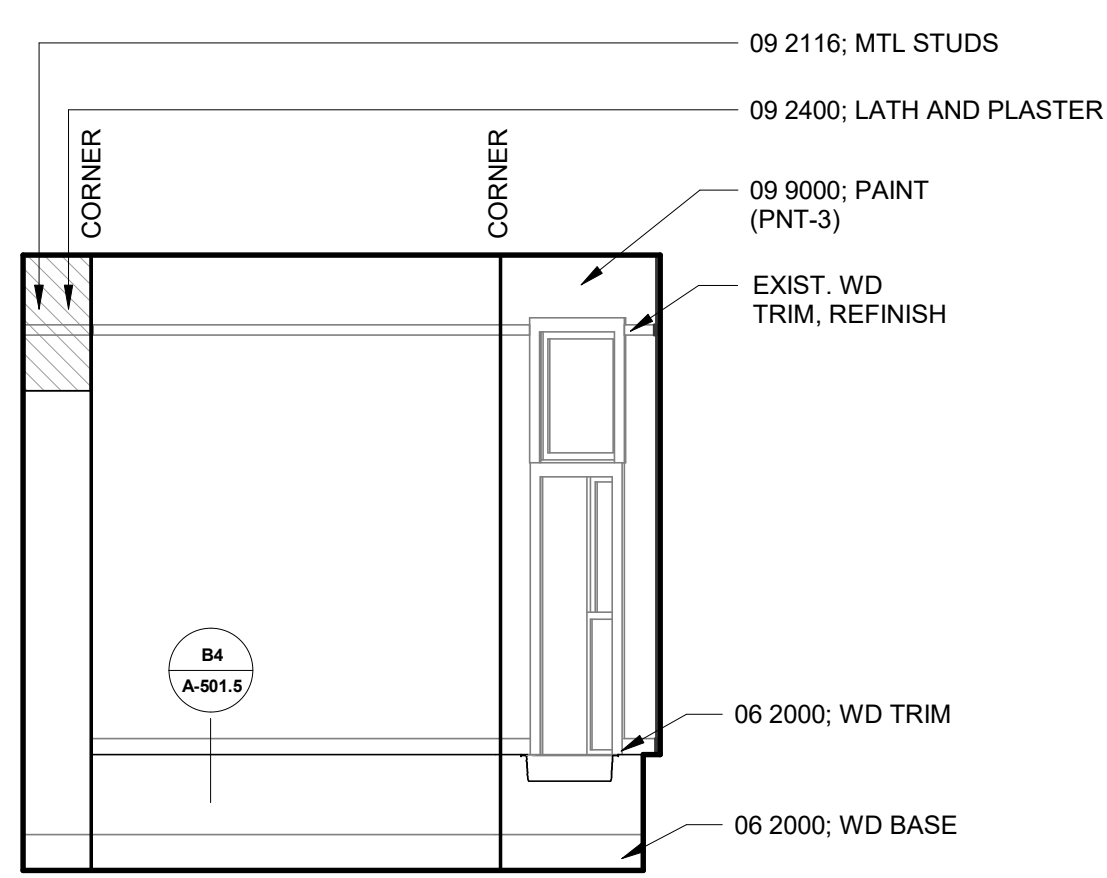 09 2116; MTL STUDS
09 2400; LATH AND PLASTER
CORNER
CORNER
09 9000; PAINT
(PNT-3)
EXIST. WD
TRIM, REFINISH
B4
A-501.5
06 2000; WD TRIM
06 2000; WD BASE